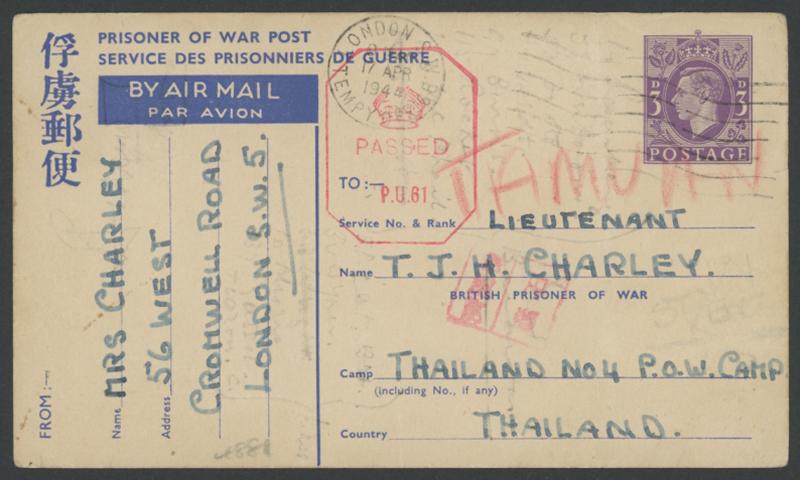 俘虜郵便
PRISONER OF WAR POST
SERVICE DES PRISONNIERS DE GUERRE
BY AIR MAIL
PAR AVION
LONDON S.W.
17 APR
194
PASSED
P.U.61
D D
3 3
POSTAGE
TAMUAN
FROM:—
Name MRS CHARLEY
Address 56 WEST
CROMWELL ROAD
LONDON S.W.5.
TO:—
Service No. & Rank LIEUTENANT
Name T. J. H. CHARLEY.
BRITISH PRISONER OF WAR
Camp THAILAND No 4 P.O.W. CAMP
(including No., if any)
Country THAILAND.